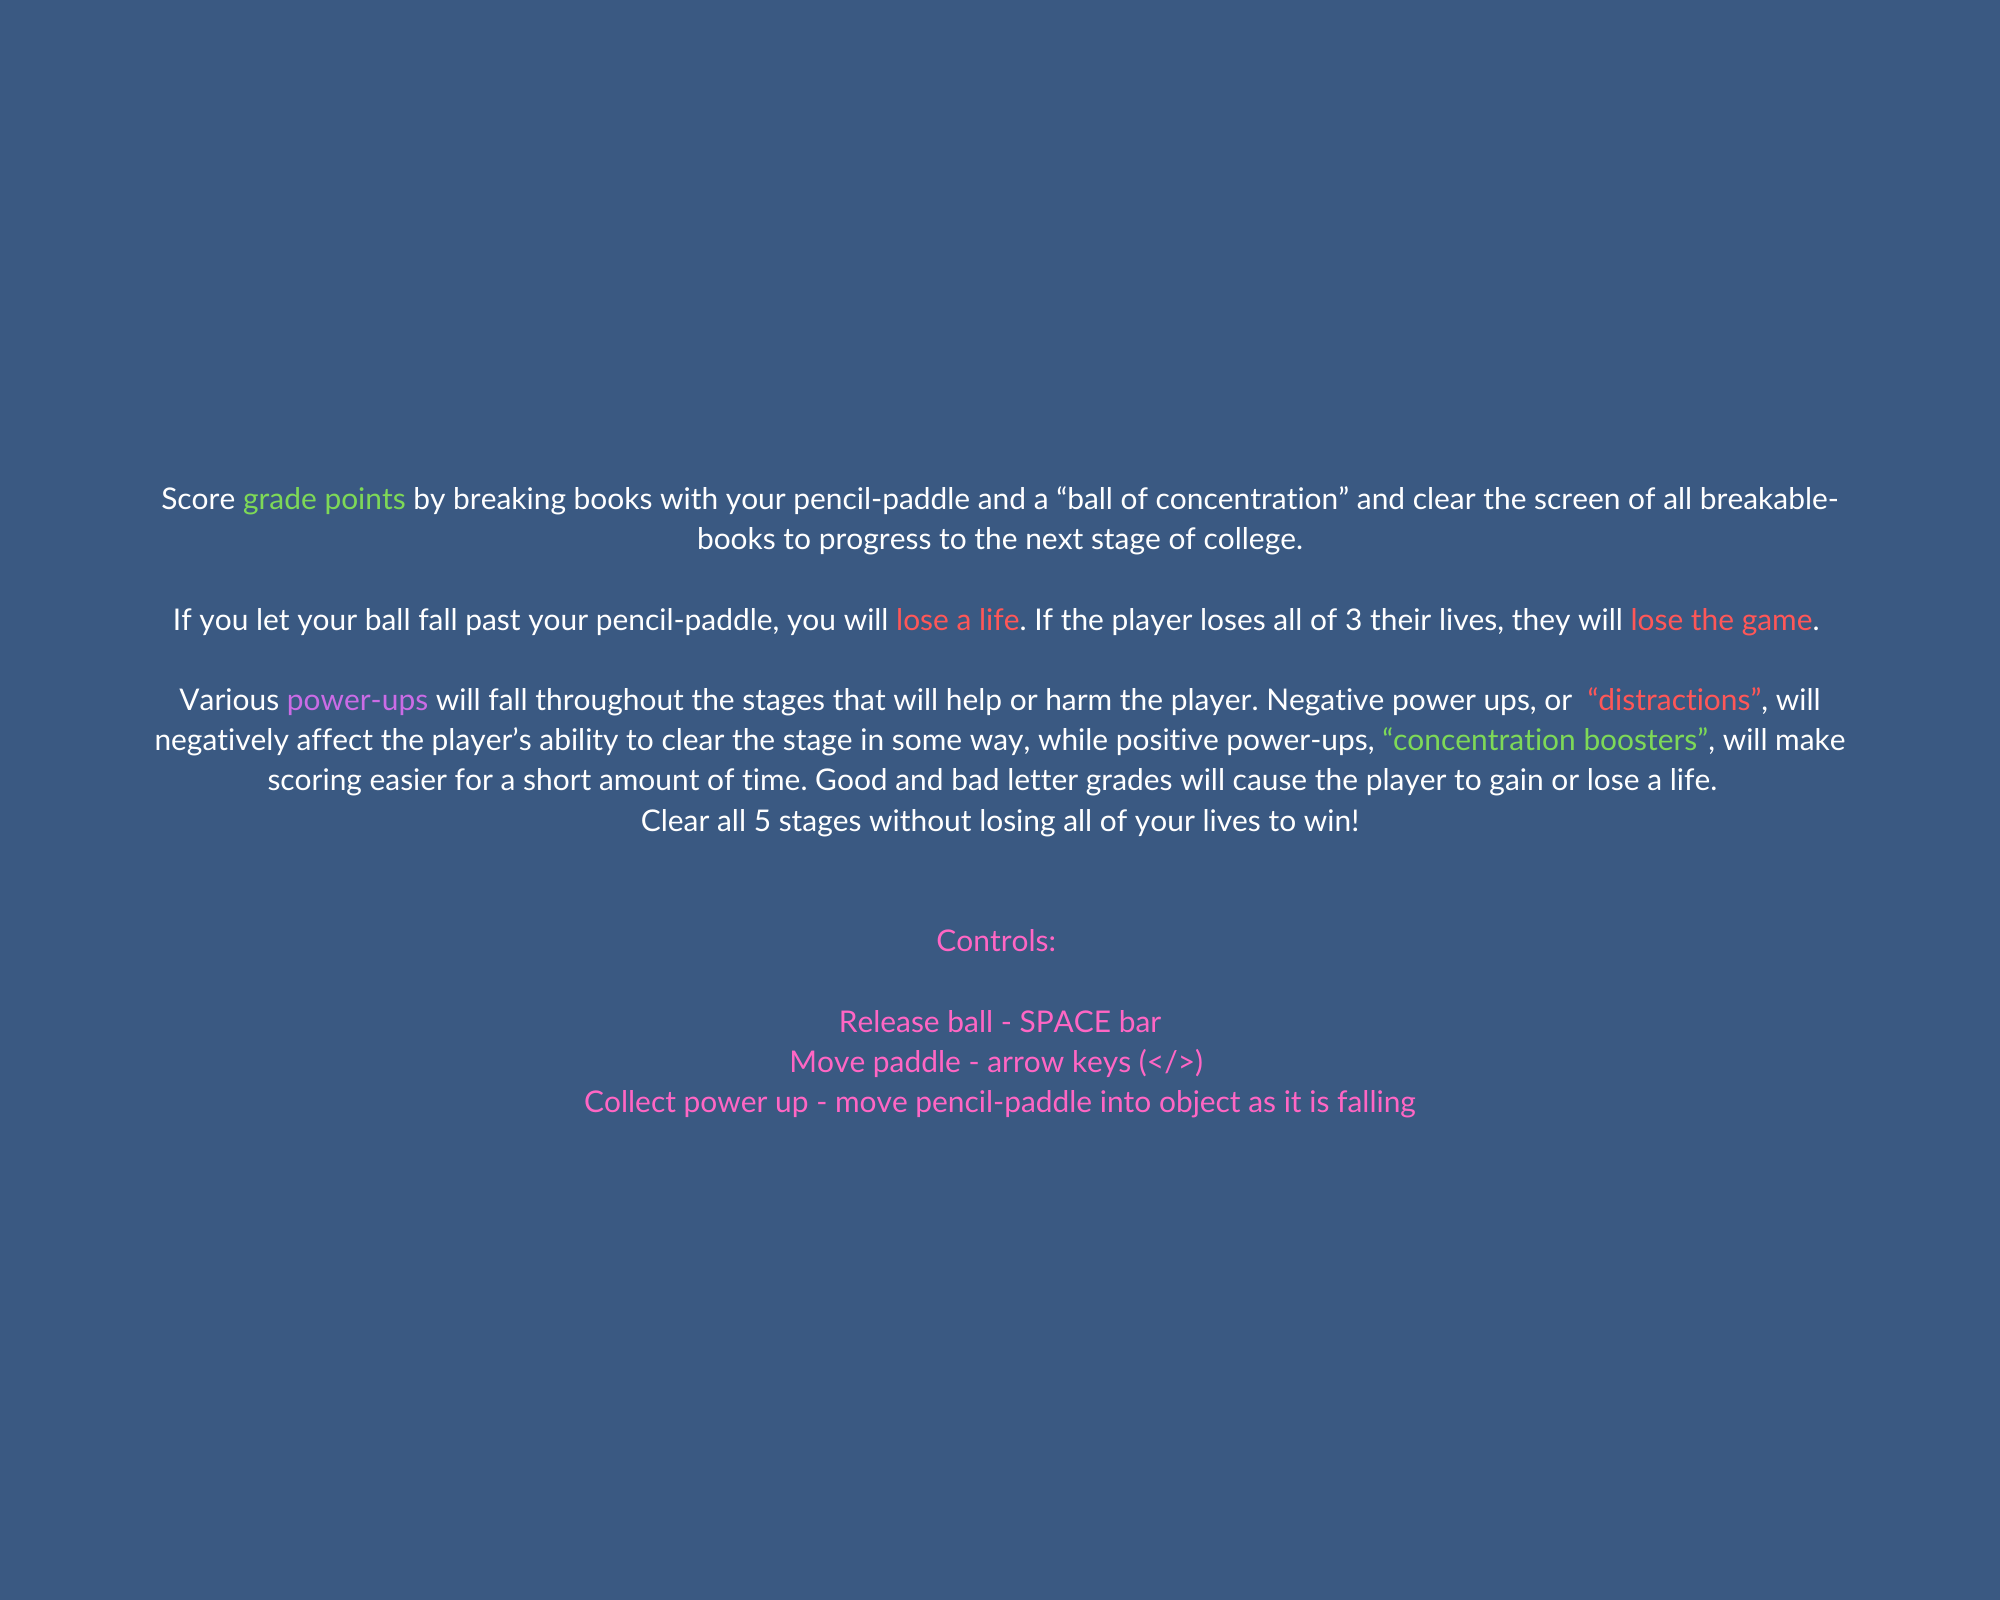 Score grade points by breaking books with your pencil-paddle and a “ball of concentration” and clear the screen of all breakable-
books to progress to the next stage of college.
If you let your ball fall past your pencil-paddle, you will lose a life. If the player loses all of 3 their lives, they will lose the game.
Various power-ups will fall throughout the stages that will help or harm the player. Negative power ups, or  “distractions”, will
negatively affect the player’s ability to clear the stage in some way, while positive power-ups, “concentration boosters”, will make
scoring easier for a short amount of time. Good and bad letter grades will cause the player to gain or lose a life.
Clear all 5 stages without losing all of your lives to win!
Controls:
Release ball - SPACE bar
Move paddle - arrow keys (</>)
Collect power up - move pencil-paddle into object as it is falling